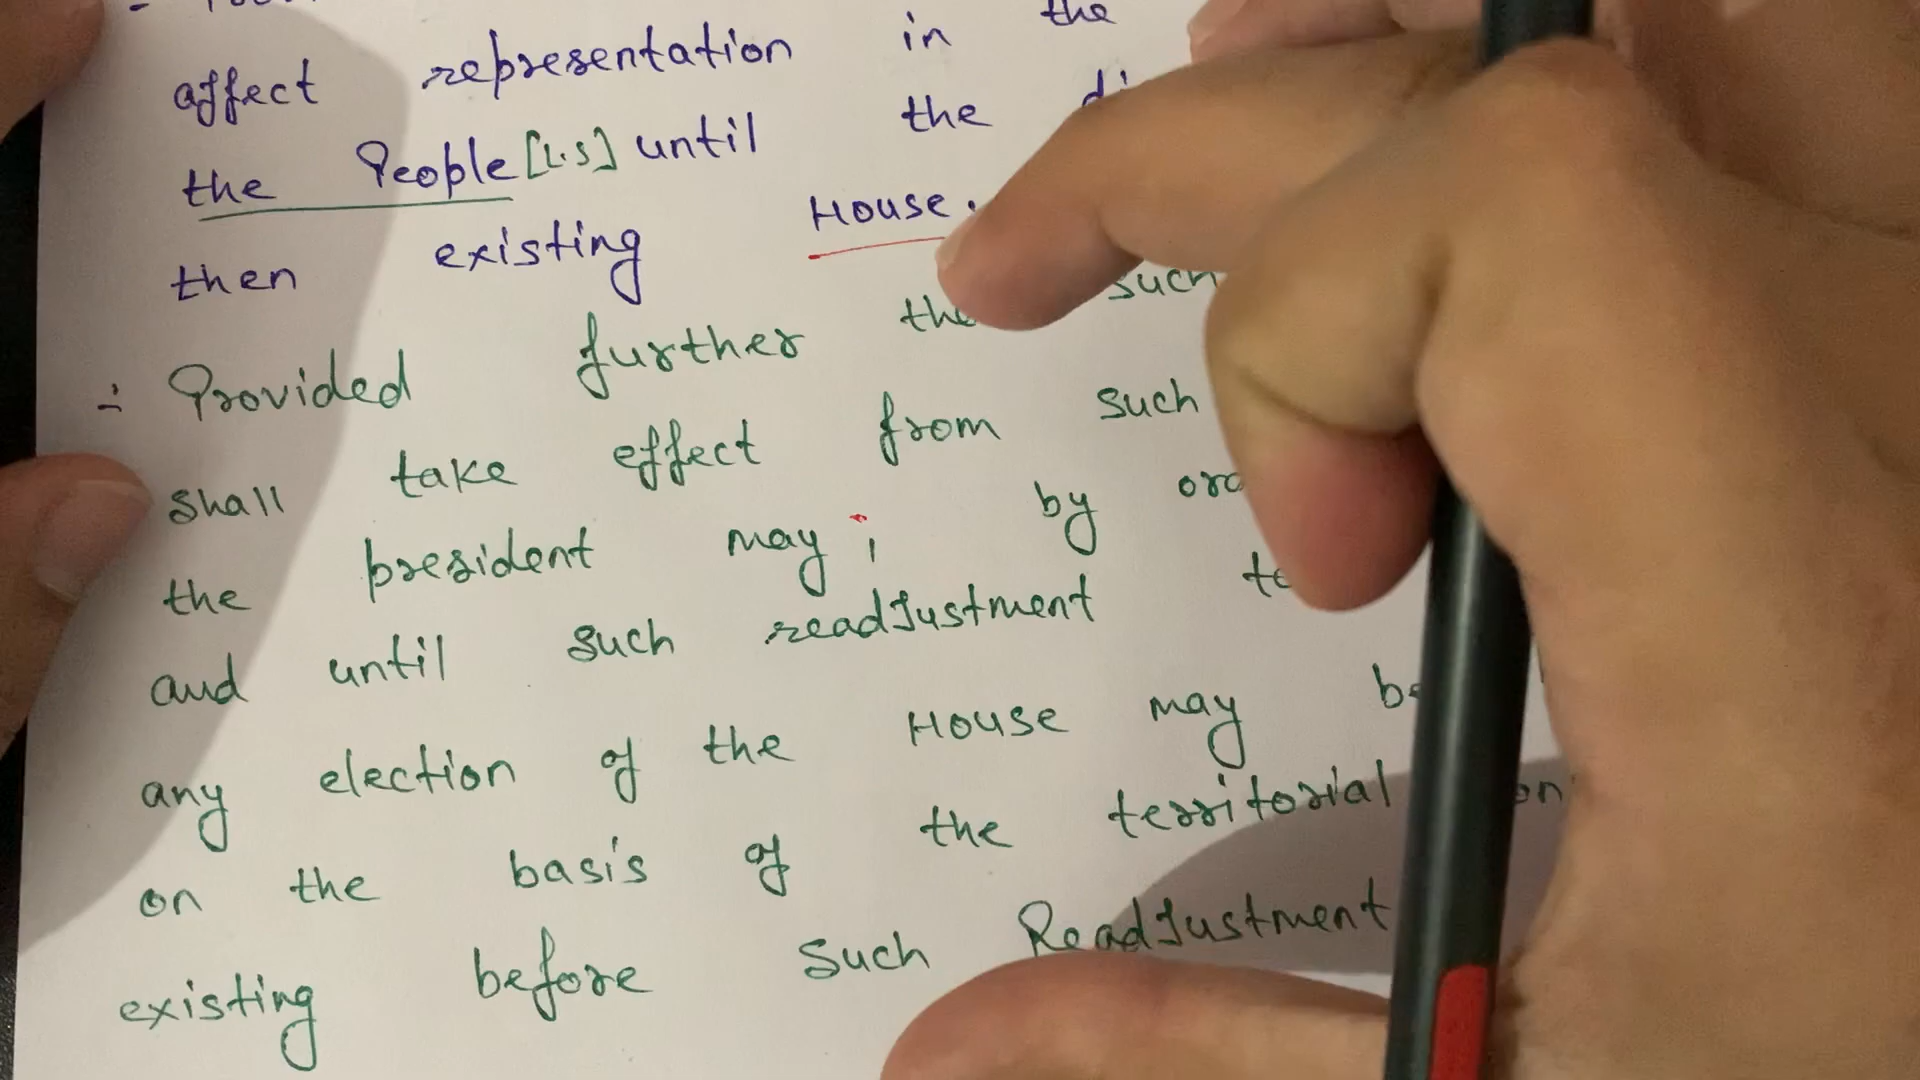 affect representation in the
the People [L.S] until the
then existing House.
Provided further such
shall take effect from such
the president may, by
and until such readJustment
any election of the House may
on the basis of the territorial
existing before such ReadJustment